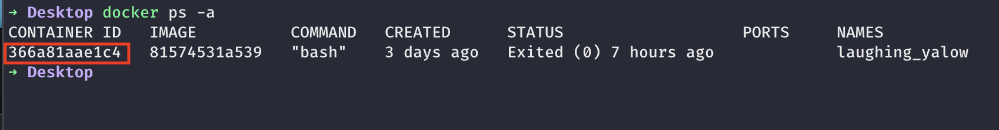 → Desktop docker ps -a
CONTAINER ID   IMAGE          COMMAND   CREATED      STATUS                   PORTS     NAMES
366a81aae1c4   81574531a539   "bash"    3 days ago   Exited (0) 7 hours ago             laughing_yalow
→ Desktop